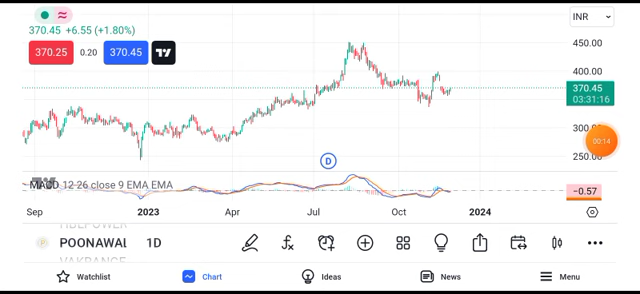 INR
370.45 +6.55 (+1.80%)
370.25 0.20 370.45
450.00
400.00
370.45
03:31:16
300.00
250.00
00:14
D
MACD 12 26 close 9 EMA EMA
−0.57
Sep 2023 Apr Jul Oct 2024
POONAWAL 1D
Watchlist Chart Ideas News Menu